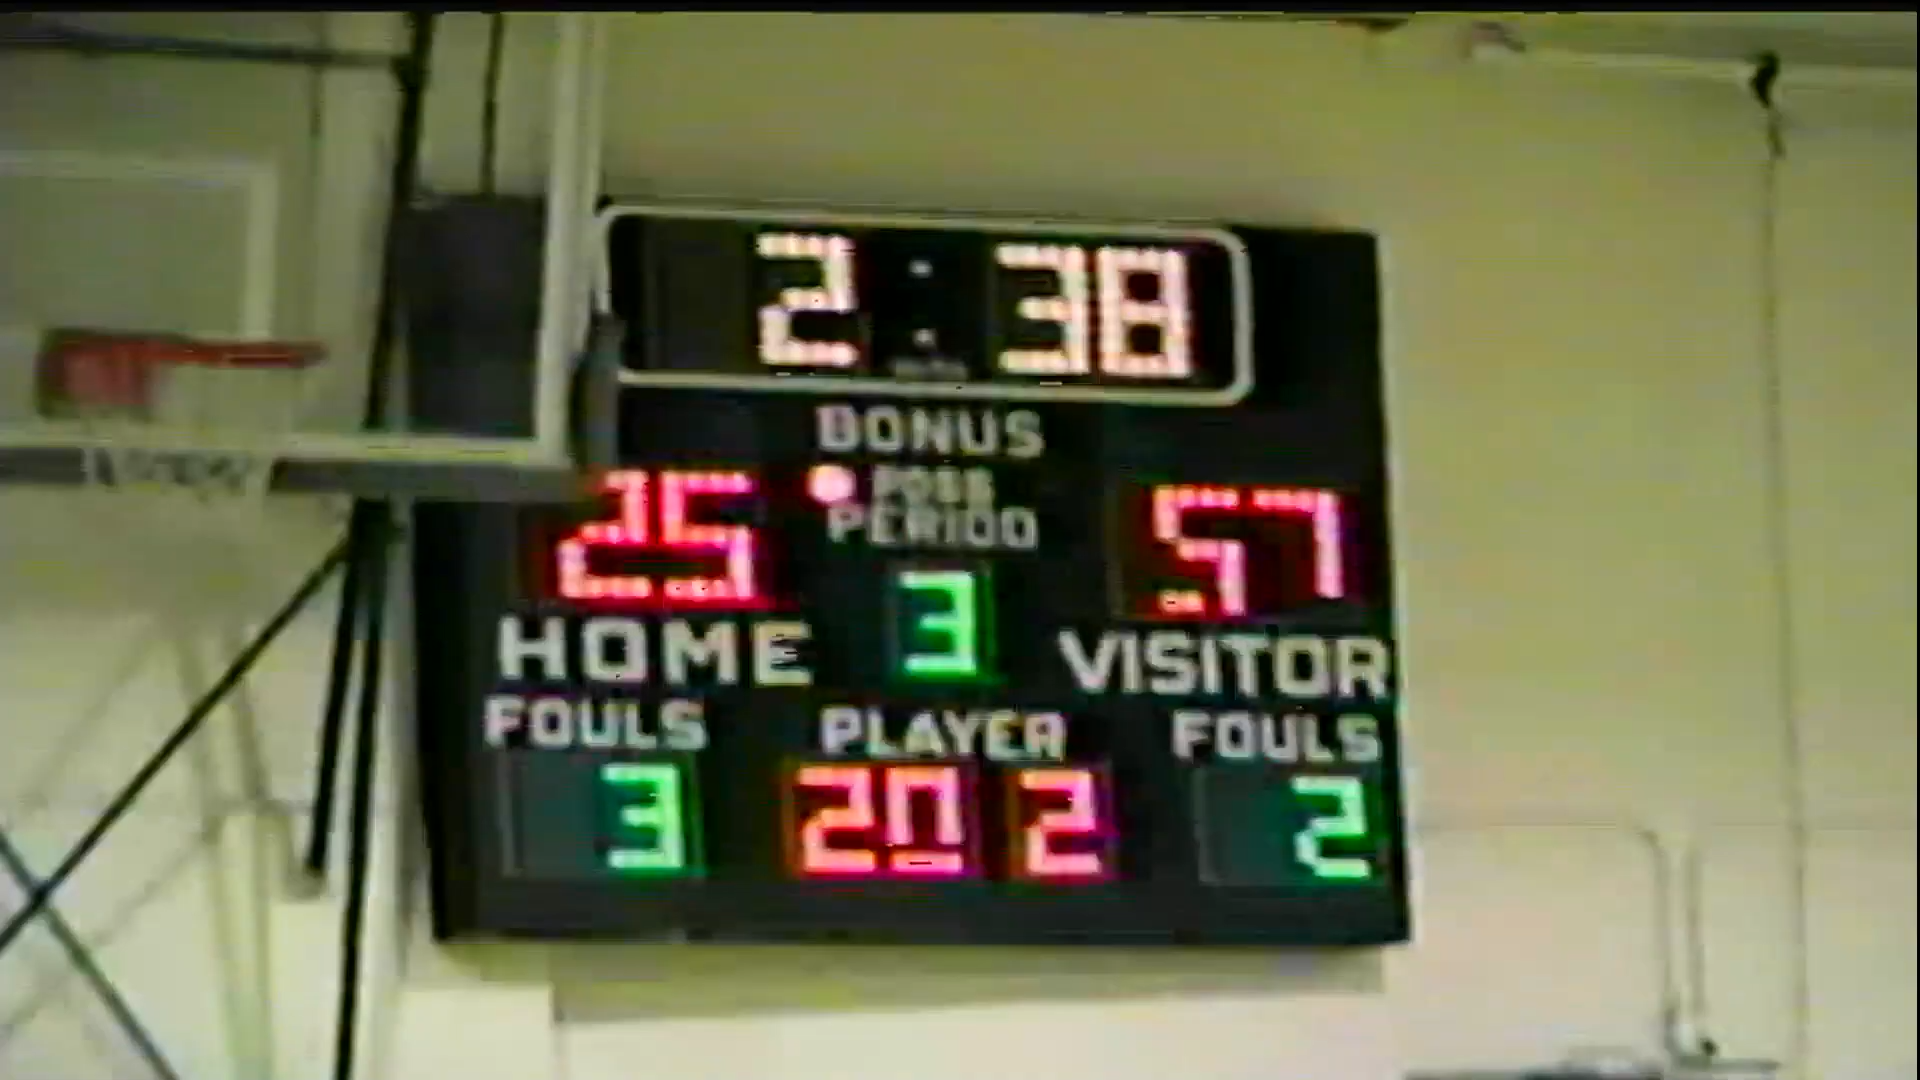 2:38
BONUS
POSS
25 PERIOD 57
3
HOME VISITOR
FOULS PLAYER FOULS
3 20 2 2